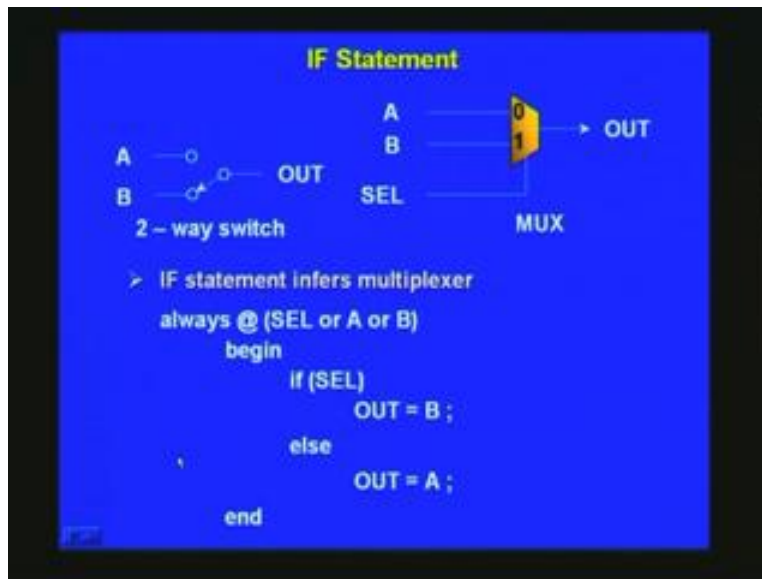 IF Statement
A
B
SEL
0
1
OUT
MUX
A
B
OUT
2 – way switch
➢ IF statement infers multiplexer
always @ (SEL or A or B)
begin
if (SEL)
OUT = B ;
else
OUT = A ;
end